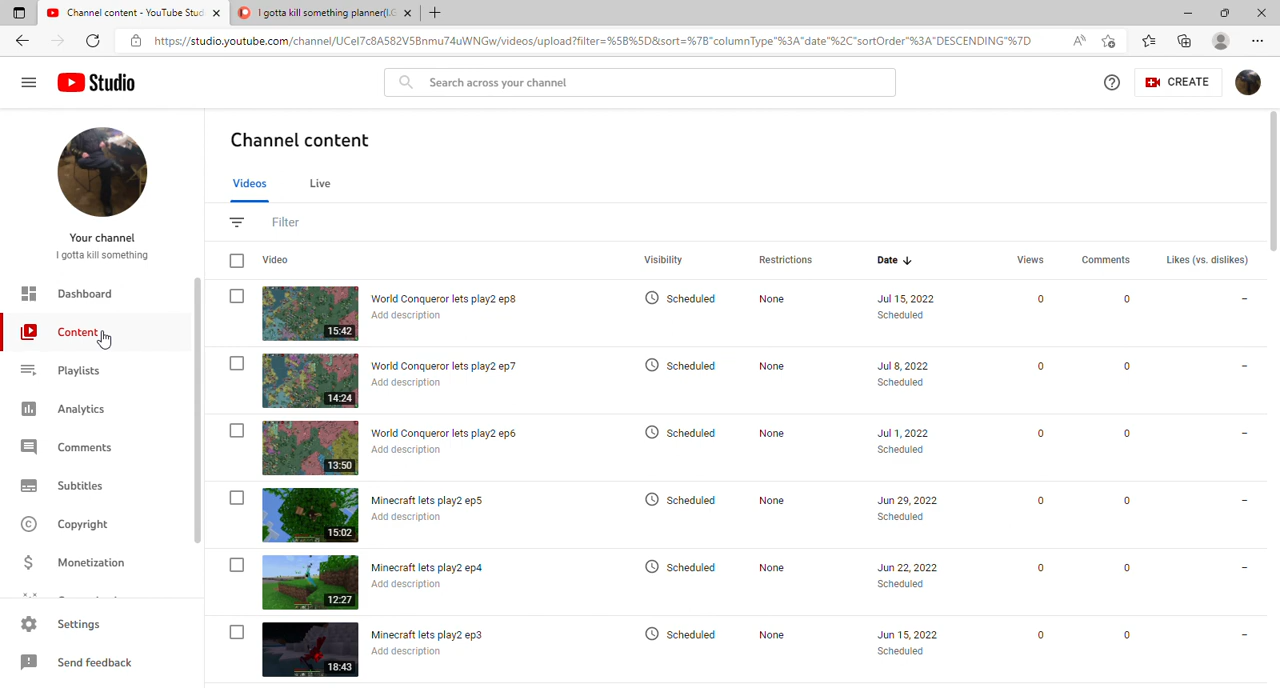 Channel content - YouTube Stud
I gotta kill something planner(I.G
https://studio.youtube.com/channel/UCeI7c8A582V5Bnmu74uWNGw/videos/upload?filter=%5B%5D&sort=%7B"columnType"%3A"date"%2C"sortOrder"%3A"DESCENDING"%7D
Studio
Search across your channel
CREATE
Your channel
I gotta kill something
Dashboard
Content
Playlists
Analytics
Comments
Subtitles
Copyright
Monetization
Settings
Send feedback
Channel content
Videos Live
Filter
Video Visibility Restrictions Date Views Comments Likes (vs. dislikes)
World Conqueror lets play2 ep8 Scheduled None Jul 15, 2022 0 0 –
15:42 Add description Scheduled
World Conqueror lets play2 ep7 Scheduled None Jul 8, 2022 0 0 –
14:24 Add description Scheduled
World Conqueror lets play2 ep6 Scheduled None Jul 1, 2022 0 0 –
13:50 Add description Scheduled
Minecraft lets play2 ep5 Scheduled None Jun 29, 2022 0 0 –
15:02 Add description Scheduled
Minecraft lets play2 ep4 Scheduled None Jun 22, 2022 0 0 –
12:27 Add description Scheduled
Minecraft lets play2 ep3 Scheduled None Jun 15, 2022 0 0 –
18:43 Add description Scheduled